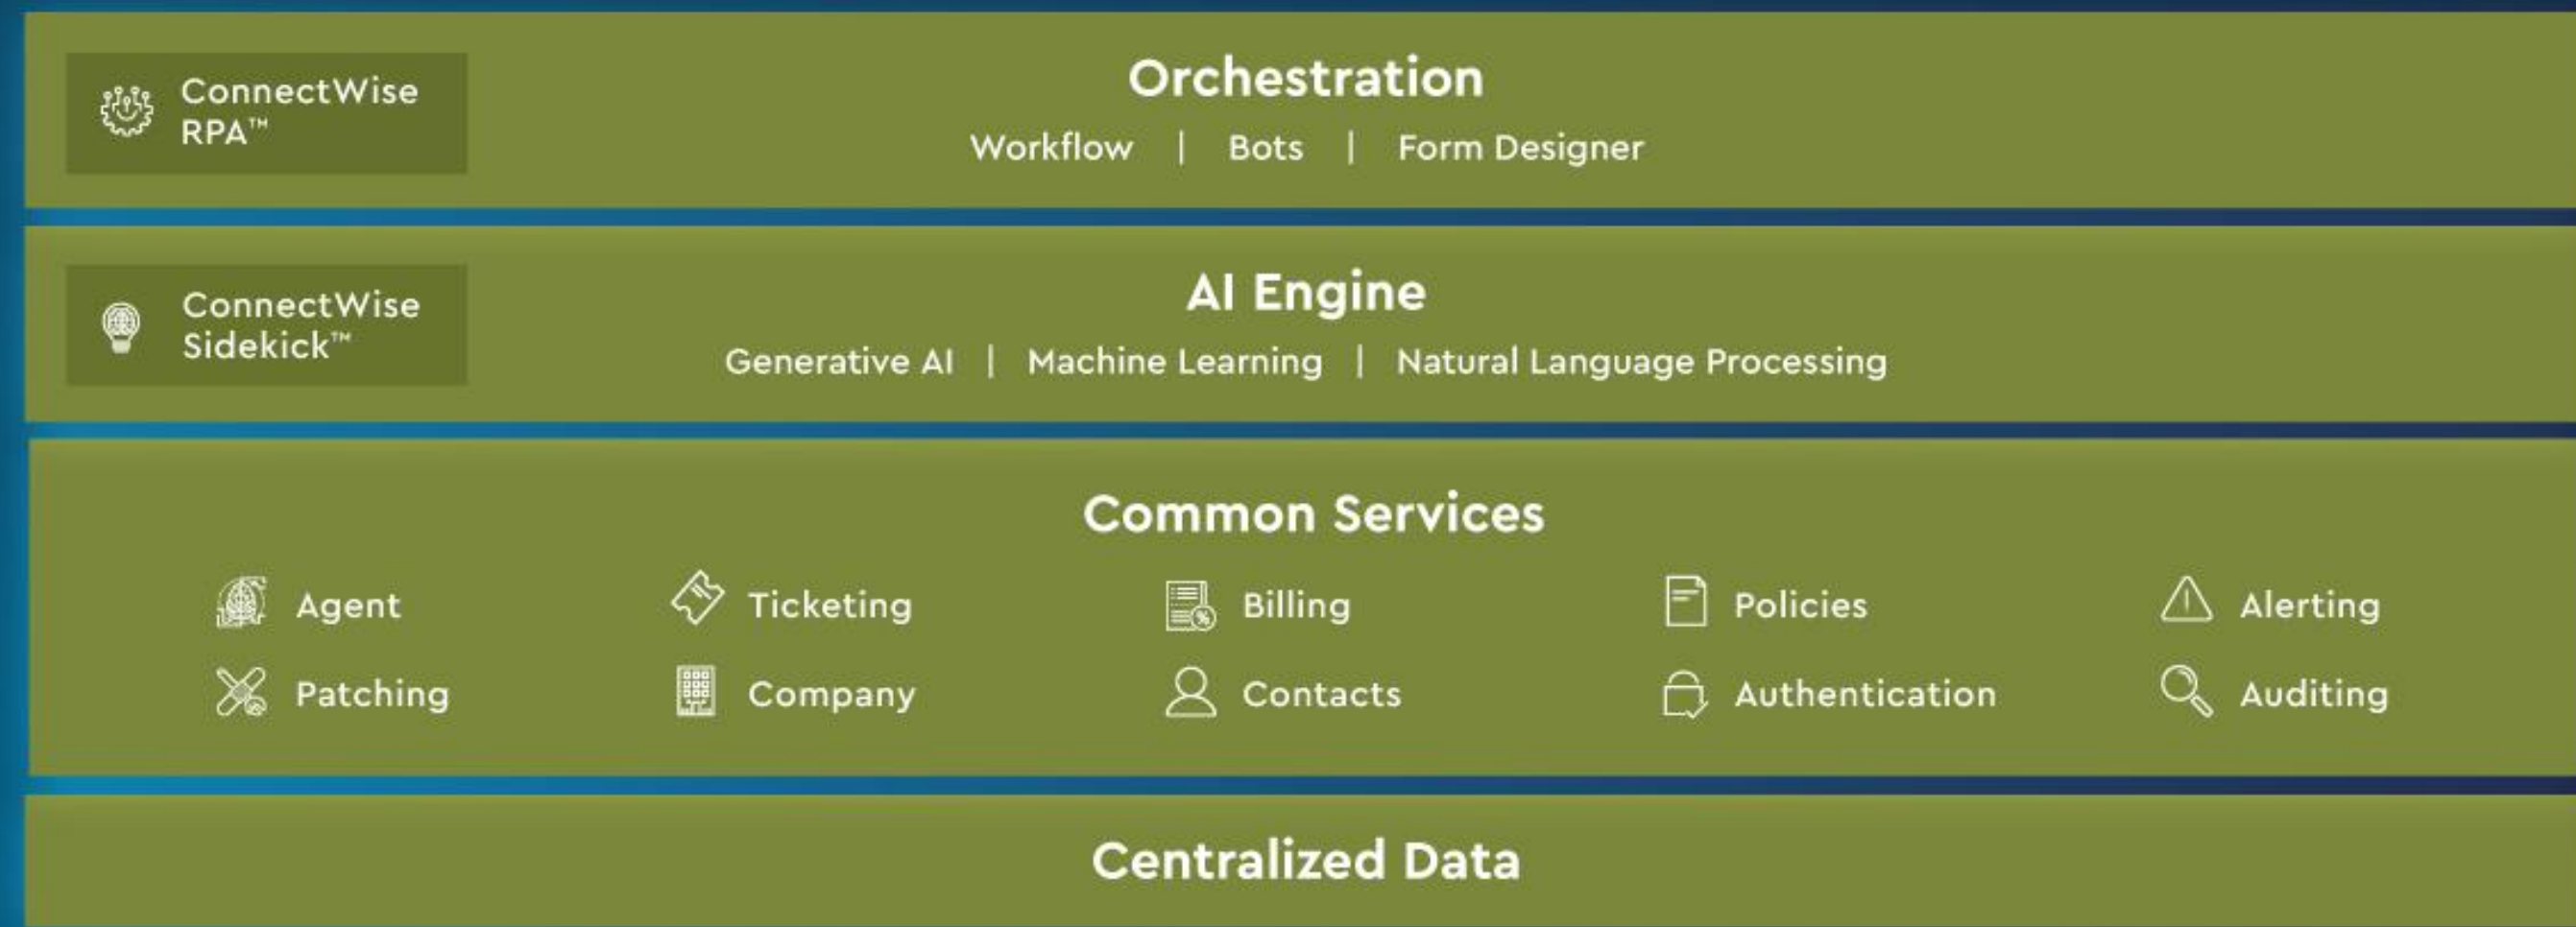 ConnectWise
RPA™
Orchestration
Workflow | Bots | Form Designer
ConnectWise
Sidekick™
AI Engine
Generative AI | Machine Learning | Natural Language Processing
Common Services
Agent Ticketing Billing Policies Alerting
Patching Company Contacts Authentication Auditing
Centralized Data